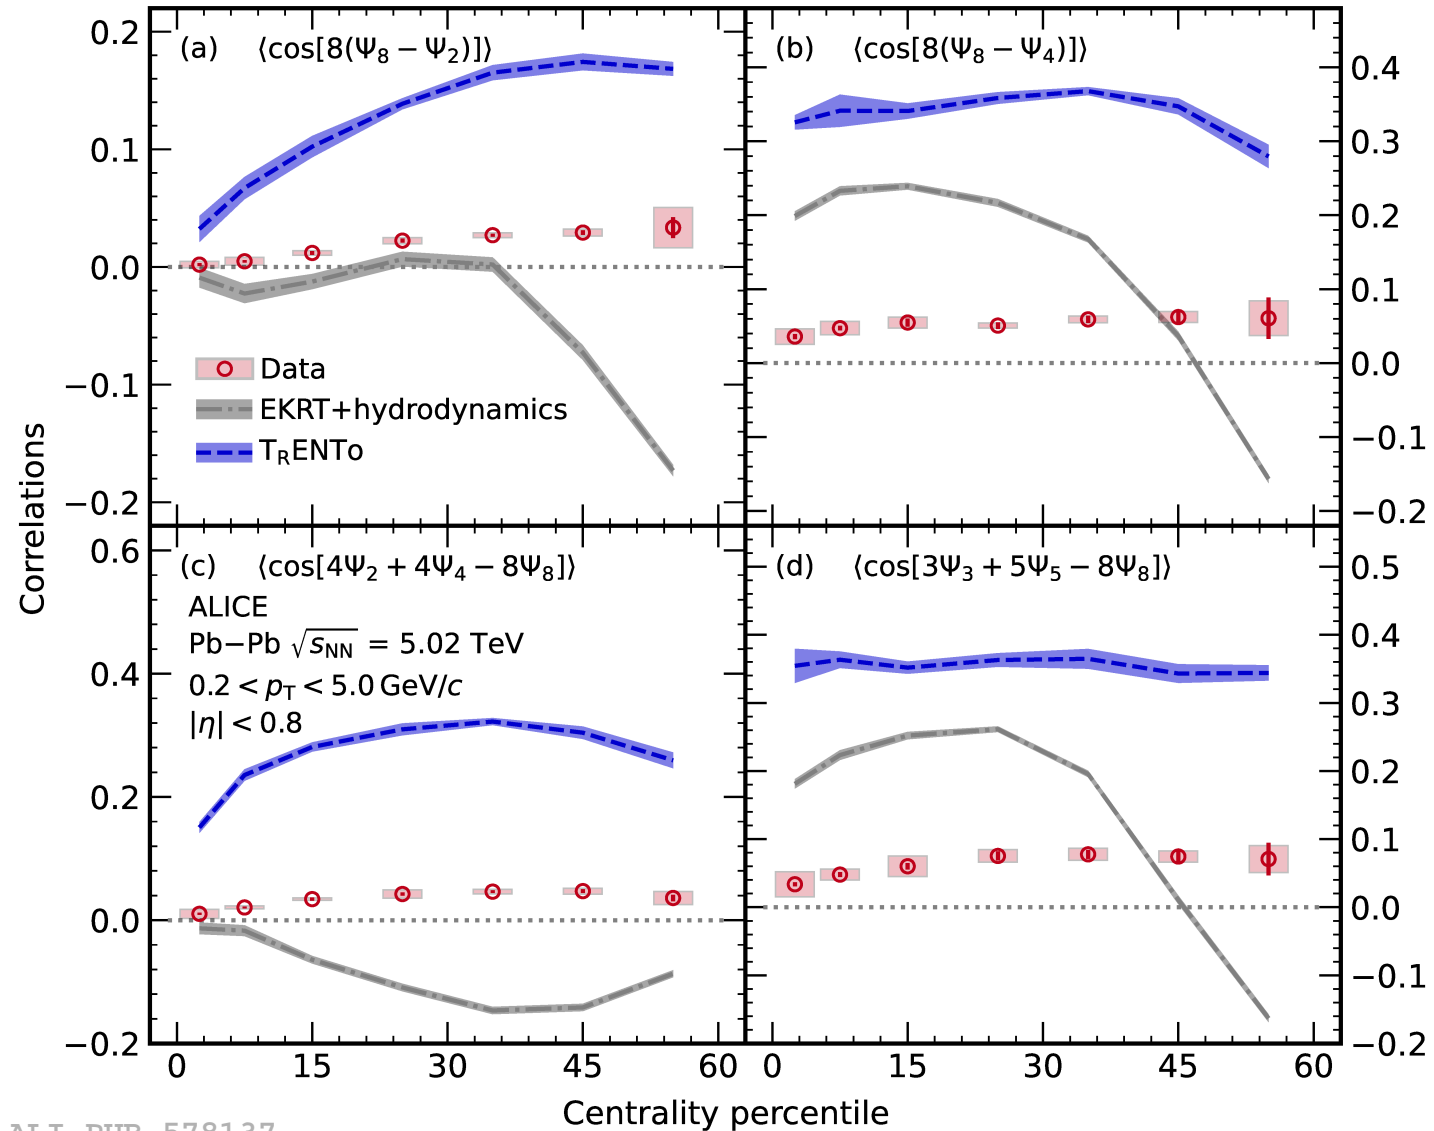 (a) ⟨cos[8(Ψ₈ − Ψ₂)]⟩
(b) ⟨cos[8(Ψ₈ − Ψ₄)]⟩
0.2
0.1
0.0
−0.1
−0.2
0.4
0.3
0.2
0.1
0.0
−0.1
−0.2
Data
EKRT+hydrodynamics
TRENTo
Correlations
(c) ⟨cos[4Ψ₂ + 4Ψ₄ − 8Ψ₈]⟩
(d) ⟨cos[3Ψ₃ + 5Ψ₅ − 8Ψ₈]⟩
ALICE
Pb−Pb √sNN = 5.02 TeV
0.2 < pT < 5.0 GeV/c
|η| < 0.8
0.6
0.4
0.2
0.0
−0.2
0.5
0.4
0.3
0.2
0.1
0.0
−0.1
−0.2
0 15 30 45 60
0 15 30 45 60
Centrality percentile
ALI-PUB-578137